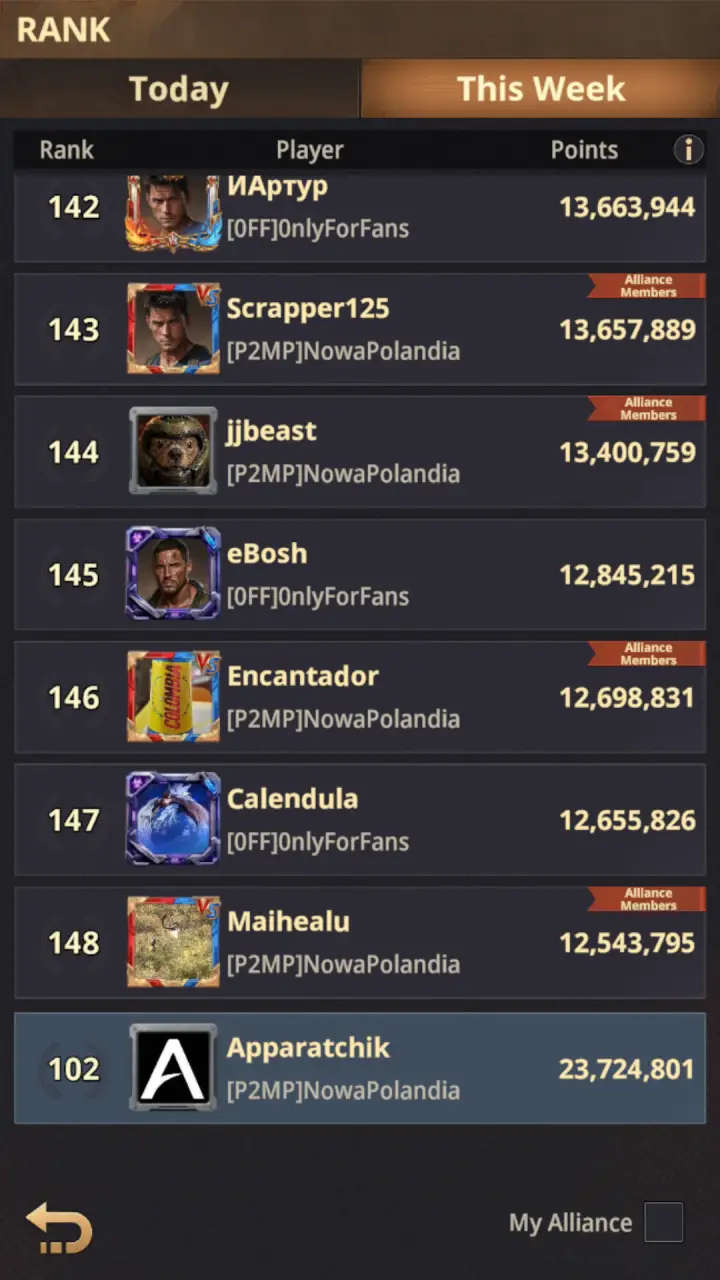 RANK
Today
This Week
Rank Player Points i
142
ИАртур
[0FF]0nlyForFans
13,663,944
Alliance
Members
143
Scrapper125
[P2MP]NowaPolandia
13,657,889
Alliance
Members
144
jjbeast
[P2MP]NowaPolandia
13,400,759
145
eBosh
[0FF]0nlyForFans
12,845,215
Alliance
Members
146
COLOMBIA
Encantador
[P2MP]NowaPolandia
12,698,831
147
Calendula
[0FF]0nlyForFans
12,655,826
Alliance
Members
148
Maihealu
[P2MP]NowaPolandia
12,543,795
102
A
Apparatchik
[P2MP]NowaPolandia
23,724,801
My Alliance